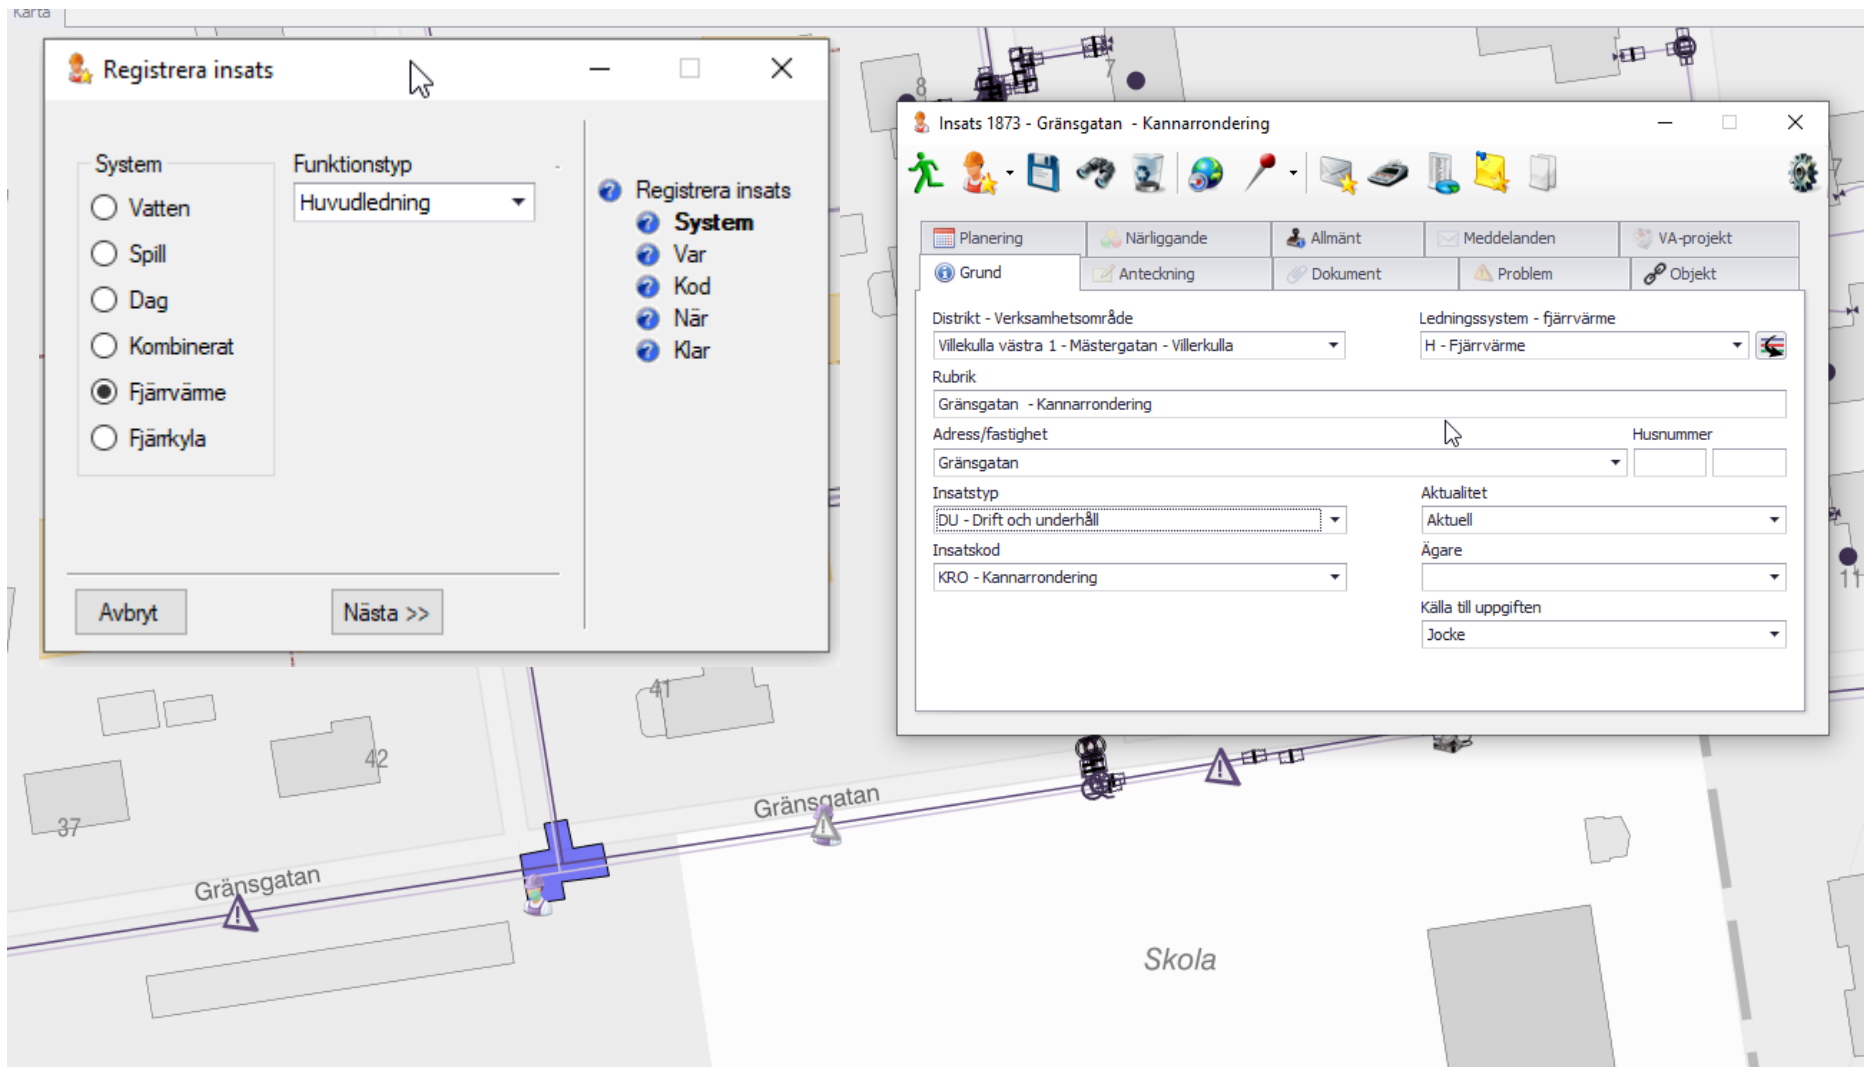 Karta
Registrera insats
System
Vatten
Spill
Dag
Kombinerat
Fjärrvärme
Fjärrkyla
Funktionstyp
Huvudledning
Registrera insats
System
Var
Kod
När
Klar
Avbryt
Nästa >>
8
7
Insats 1873 - Gränsgatan - Kannarrondering
Planering
Närliggande
Allmänt
Meddelanden
VA-projekt
Grund
Anteckning
Dokument
Problem
Objekt
Distrikt - Verksamhetsområde
Villekulla västra 1 - Mästergatan - Villerkulla
Ledningssystem - fjärrvärme
H - Fjärrvärme
Rubrik
Gränsgatan - Kannarrondering
Adress/fastighet
Husnummer
Gränsgatan
Insatstyp
Aktualitet
DU - Drift och underhåll
Aktuell
Insatskod
Ägare
KRO - Kannarrondering
Källa till uppgiften
Jocke
7
11
41
42
37
Gränsgatan
Gränsgatan
Skola